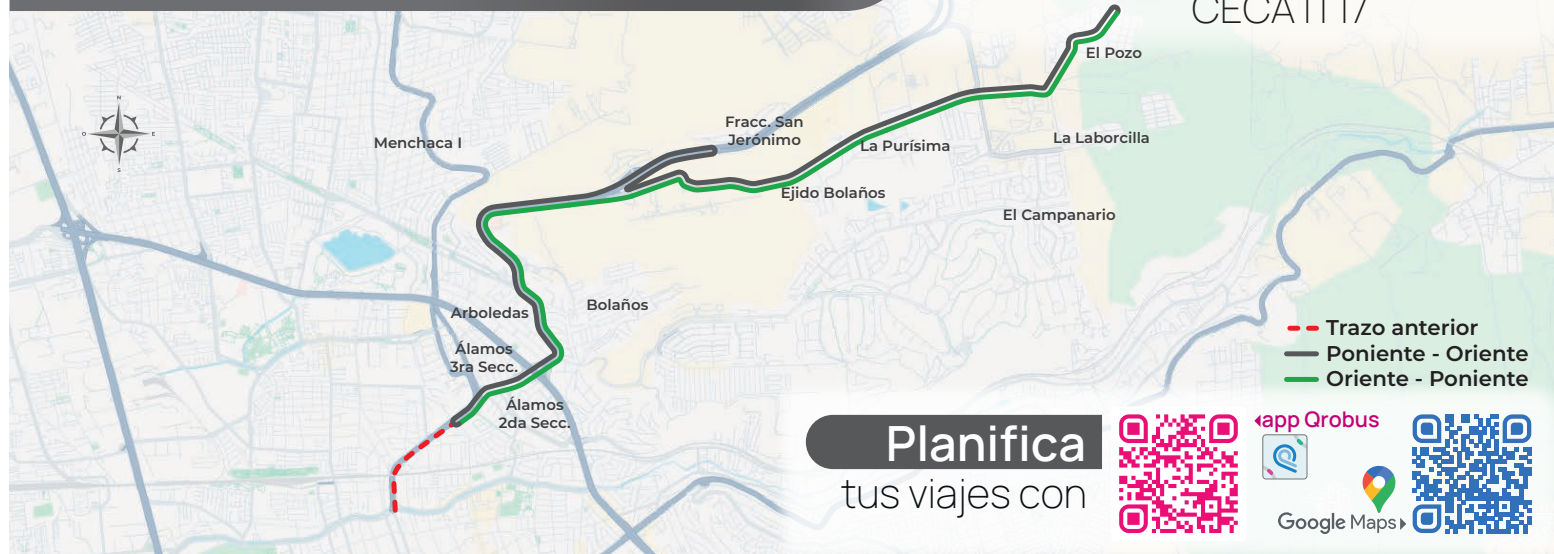 CECATI 17
El Pozo
Fracc. San
Jerónimo
Menchaca I
La Purísima
La Laborcilla
Ejido Bolaños
El Campanario
Bolaños
Arboledas
Álamos
3ra Secc.
Álamos
2da Secc.
Trazo anterior
Poniente - Oriente
Oriente - Poniente
Planifica
tus viajes con
app Qrobus
Google Maps
N
O
E
S